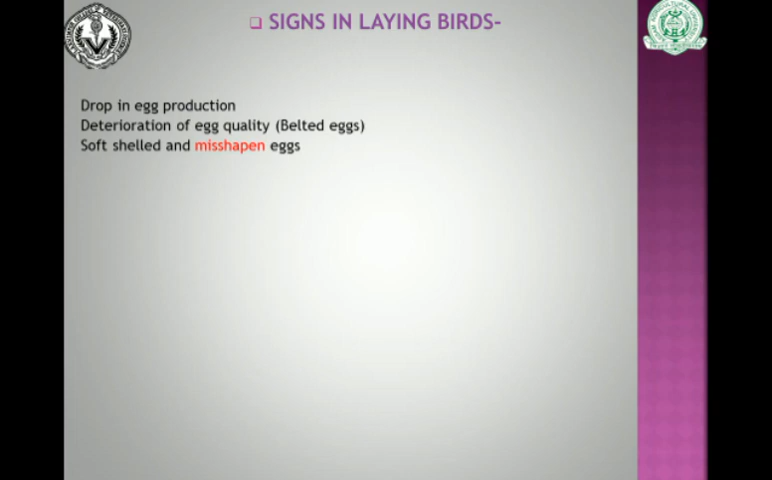 SIGNS IN LAYING BIRDS-
Drop in egg production
Deterioration of egg quality (Belted eggs)
Soft shelled and misshapen eggs